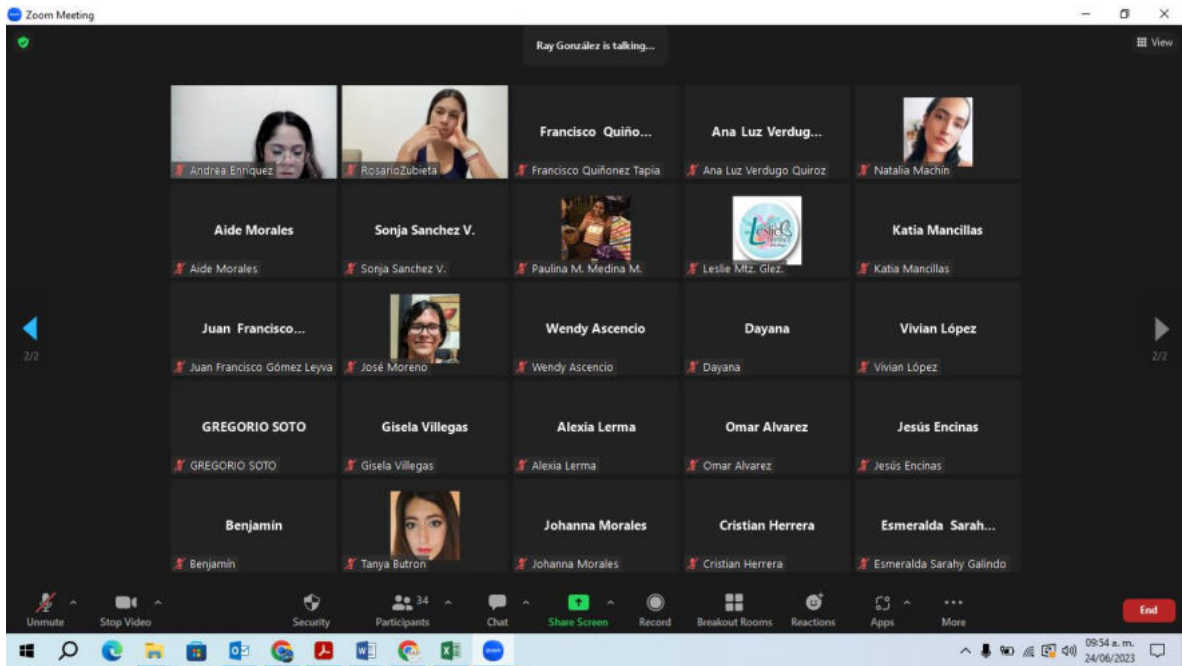 Zoom Meeting
Ray González is talking...
View
Andrea Enriquez
RosarioZubieta
Francisco Quiño...
Francisco Quiñonez Tapia
Ana Luz Verdug...
Ana Luz Verdugo Quiroz
Natalia Machin
Aide Morales
Aide Morales
Sonja Sanchez V.
Sonja Sanchez V.
Paulina M. Medina M.
Leslie Mtz. Glez.
Katia Mancillas
Katia Mancillas
2/2
Juan Francisco...
Juan Francisco Gómez Leyva
José Moreno
Wendy Ascencio
Wendy Ascencio
Dayana
Dayana
Vivian López
Vivian López
2/2
GREGORIO SOTO
GREGORIO SOTO
Gisela Villegas
Gisela Villegas
Alexia Lerma
Alexia Lerma
Omar Alvarez
Omar Alvarez
Jesús Encinas
Jesús Encinas
Benjamín
Benjamín
Tanya Butron
Johanna Morales
Johanna Morales
Cristian Herrera
Cristian Herrera
Esmeralda Sarah...
Esmeralda Sarahy Galindo
Unmute
Stop Video
Security
34
Participants
Chat
Share Screen
Record
Breakout Rooms
Reactions
Apps
More
End
09:54 a. m.
24/06/2023